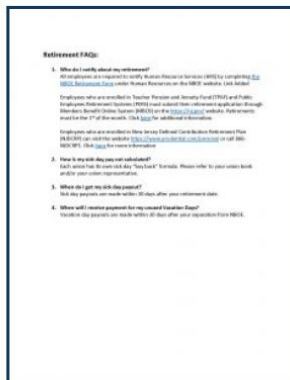 Retirement FAQs:
1. Who do I notify about my retirement?
All employees are required to notify Human Resource Services (HRS) by completing the
NBOE Retirement Form under Human Resources on the NBOE website. Link Added
Employees who are enrolled in Teacher Pension and Annuity Fund (TPAF) and Public
Employees Retirement Systems (PERS) must submit their retirement application through
Members Benefit Online System (MBOS) on the website. Retirements
must be the 1st of the month. Click here for additional information.
Employees who are enrolled in New Jersey Defined Contribution Retirement Plan
(NJDCRP) can visit the website or call 866-
NJDCRP1. Click here for more information
2. How is my sick day pay out calculated?
Each union has its own sick day "buy back" formula. Please refer to your union book
and/or your union representative.
3. When do I get my sick day payout?
Sick day payouts are made within 30 days after your retirement date.
4. When will I receive payment for my unused Vacation Days?
Vacation day payouts are made within 30 days after your separation from NBOE.